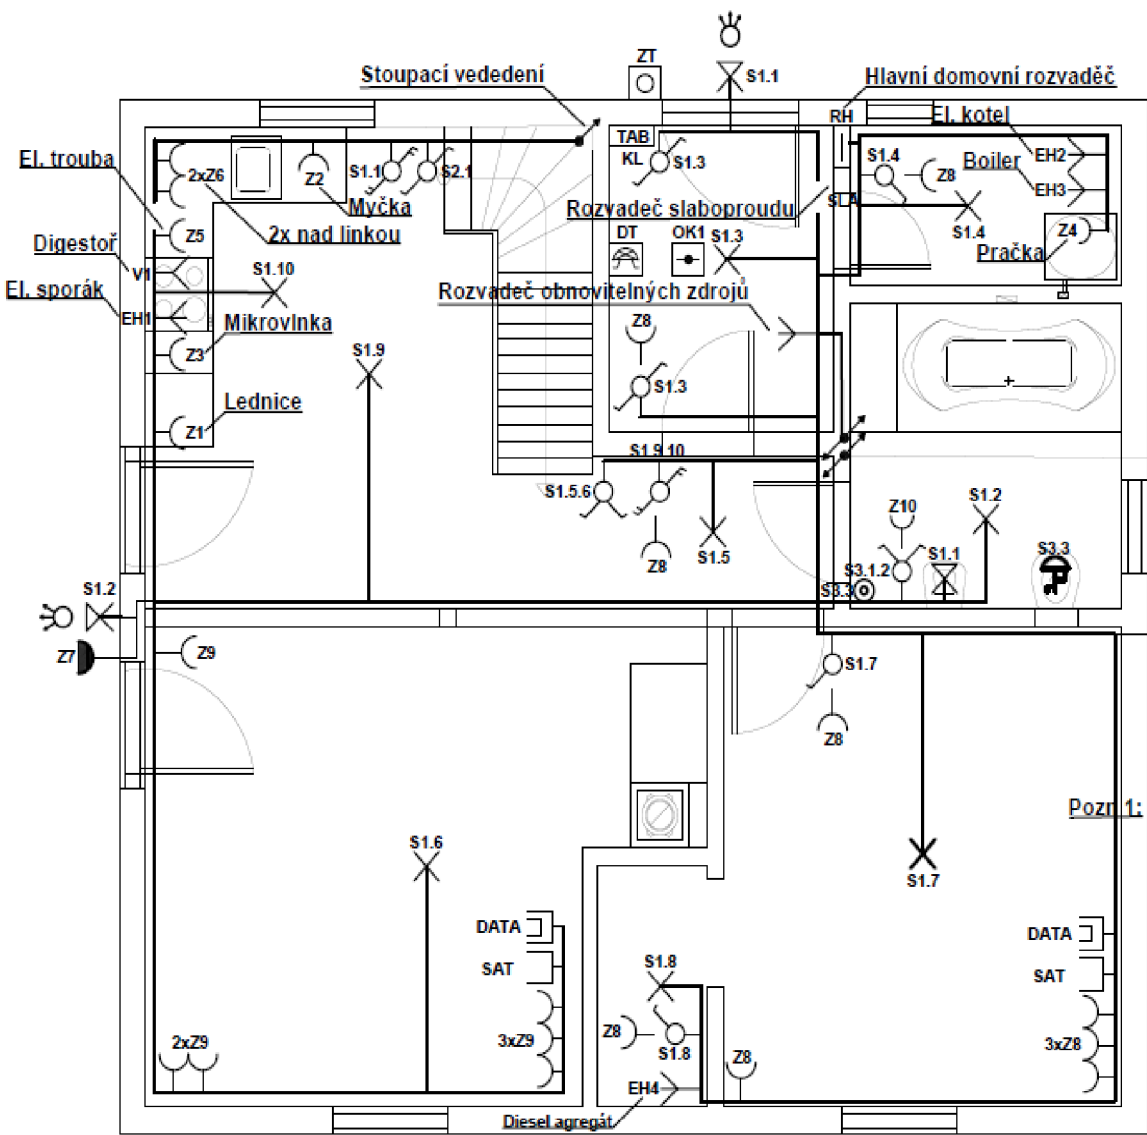 ZT
S1.1
Stoupací vededení
Hlavní domovní rozvaděč
RH
El. kotel
TAB
KL
S1.3
El. trouba
2xZ6
Z2
S1.1
S2.1
Myčka
S1.4
Z8
Boiler
EH2
EH3
SLA
Rozvadeč slaboproudu
S1.4
Z4
Pračka
Z5
2x nad linkou
Digestoř
V1
DT
OK1
S1.3
S1.10
El. sporák
Rozvadeč obnovitelných zdrojů
EH1
Mikrovlnka
Z8
Z3
S1.9
S1.3
Lednice
Z1
S1.9.10
S1.5.6
S1.5
Z8
Z10
S1.2
S1.1
S3.3
S3.1.2
S3.3
S1.2
Z7
Z9
S1.7
Z8
Pozn 1:
S1.6
S1.7
DATA
SAT
DATA
SAT
S1.8
Z8
S1.8
2xZ9
3xZ9
3xZ8
Z8
EH4
Diesel agregát